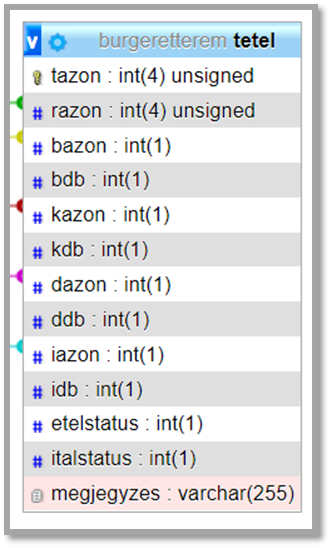 v burgeretterem tetel
tazon : int(4) unsigned
# razon : int(4) unsigned
# bazon : int(1)
# bdb : int(1)
# kazon : int(1)
# kdb : int(1)
# dazon : int(1)
# ddb : int(1)
# iazon : int(1)
# idb : int(1)
# etelstatus : int(1)
# italstatus : int(1)
megjegyzes : varchar(255)